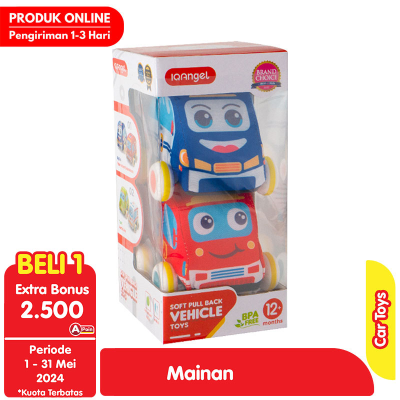 PRODUK ONLINE
Pengiriman 1-3 Hari
IQANGEL
BRAND
CHOICE
BELI 1
Extra Bonus
2.500
A Poin
Periode
1 - 31 Mei
2024
*Kuota Terbatas
SOFT PULL BACK
VEHICLE
TOYS
BPA
FREE
12+
months
Car Toys
Mainan